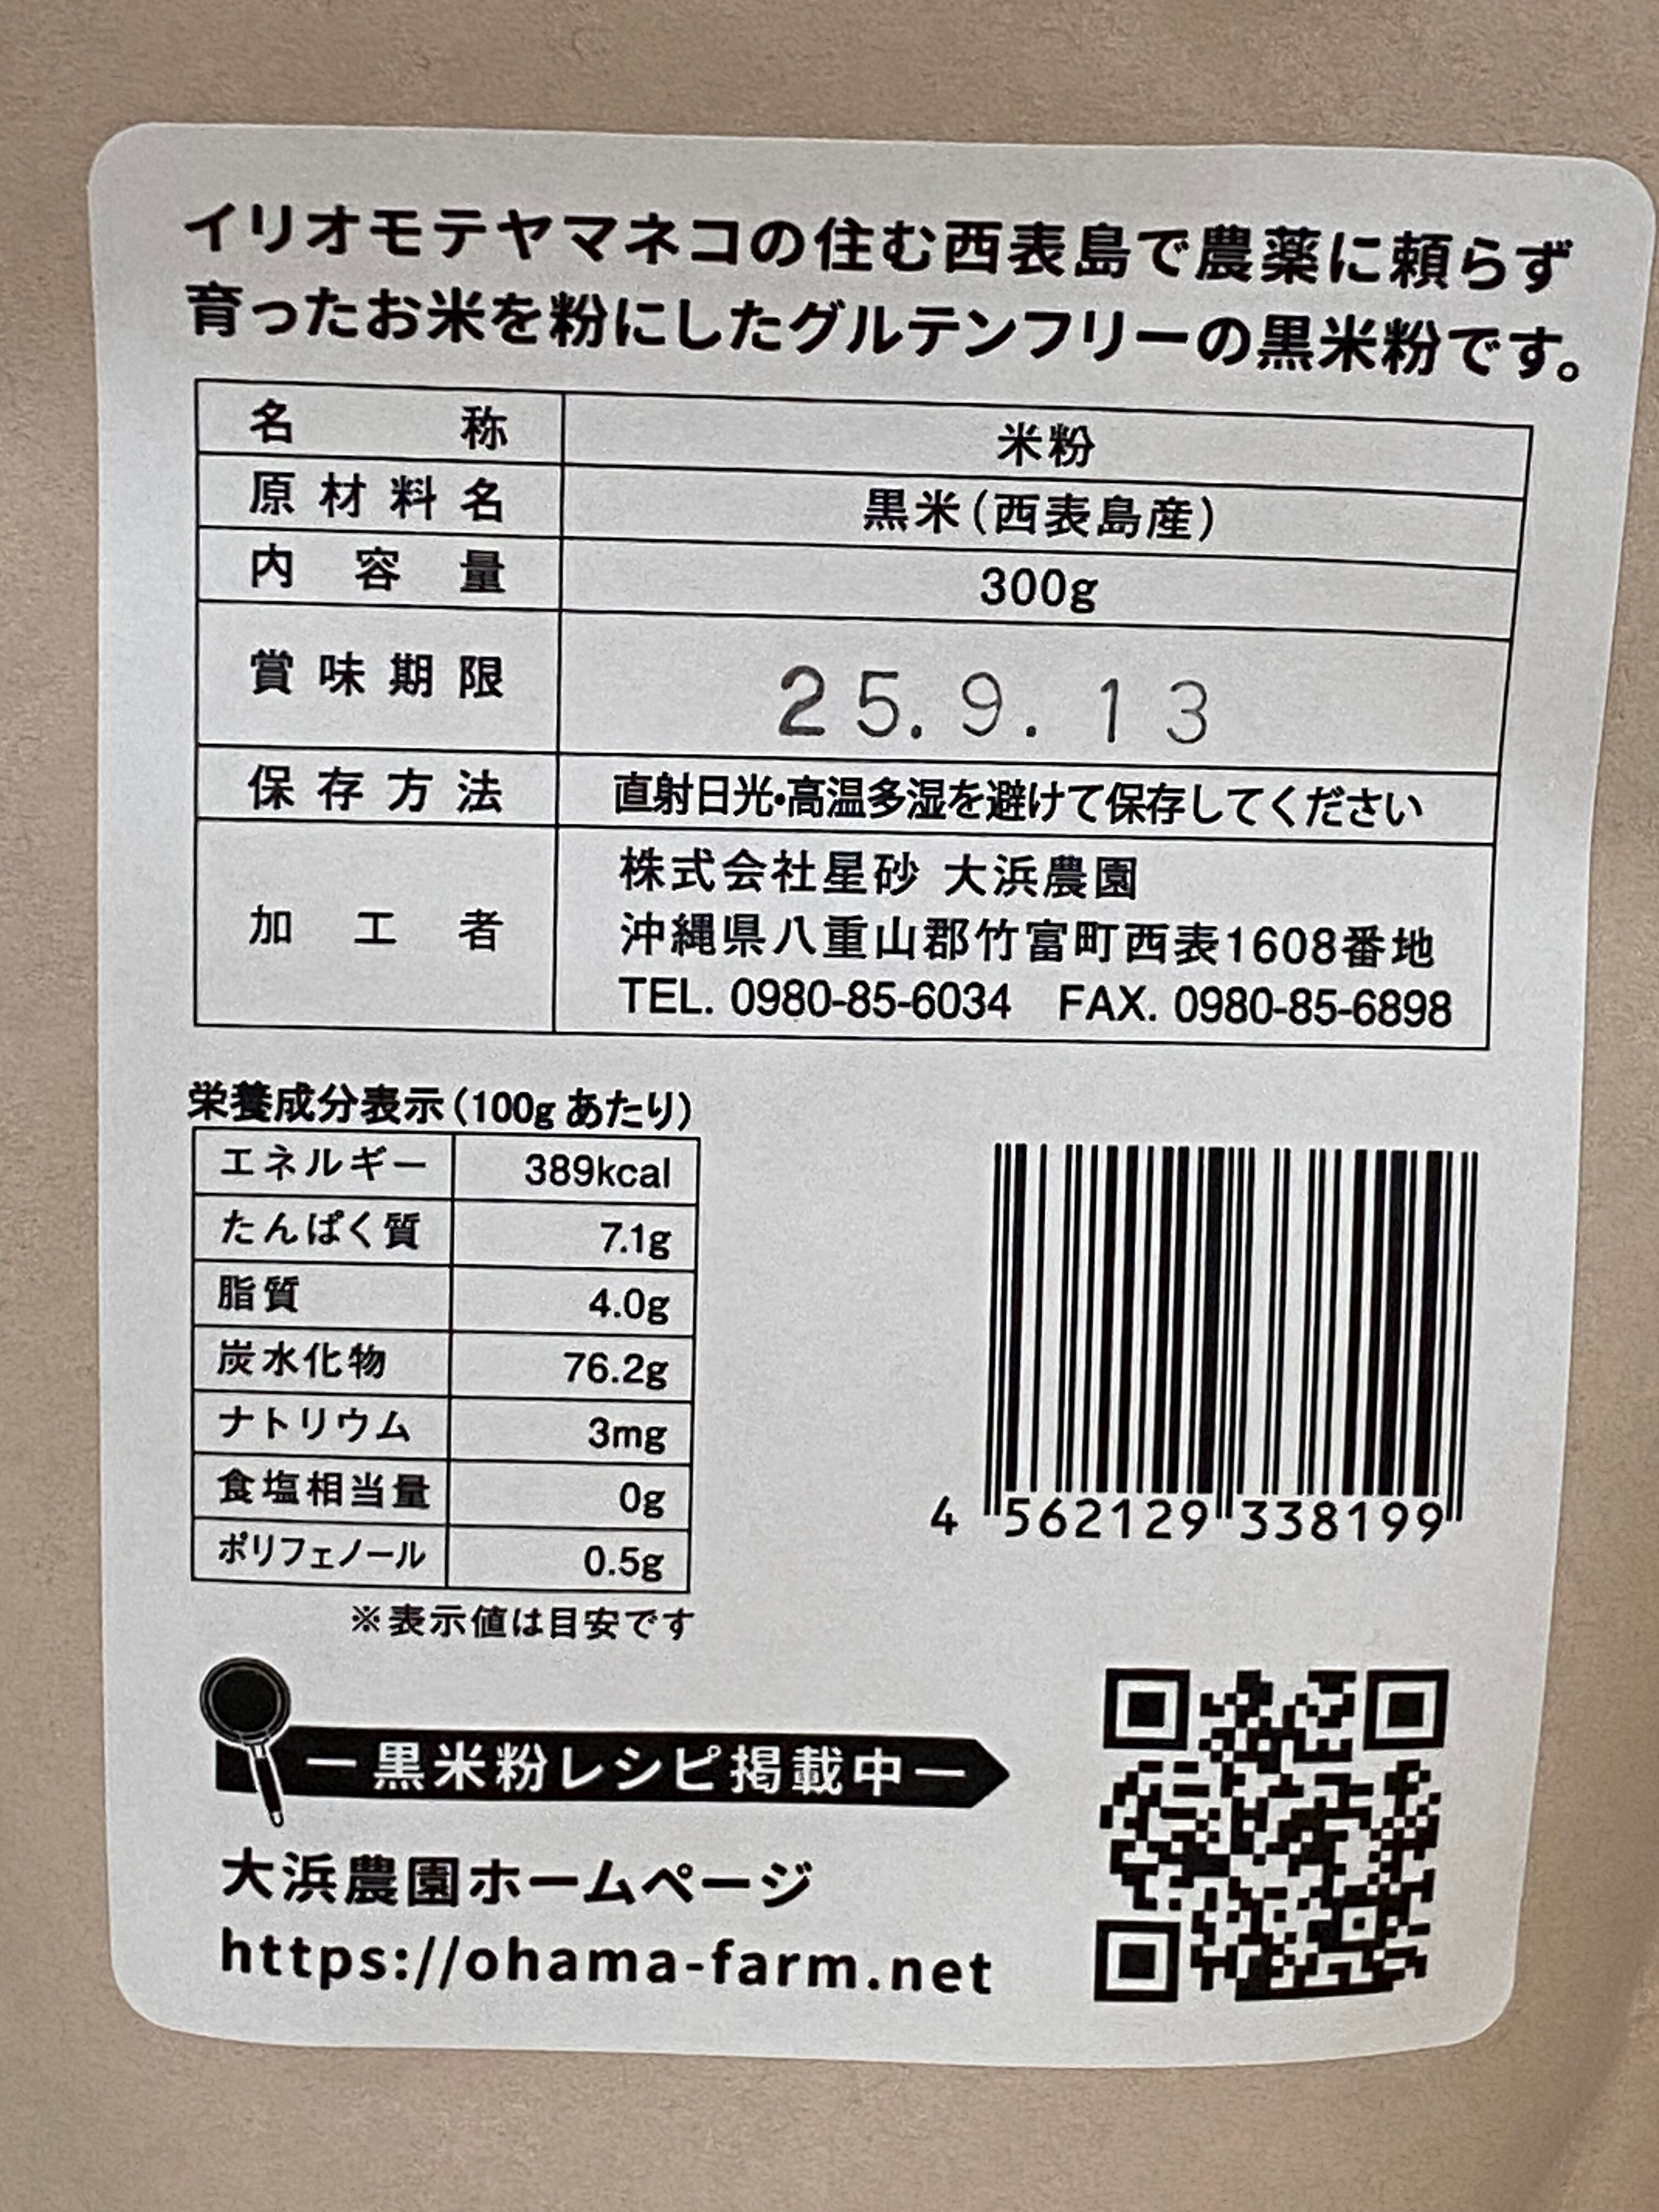 イリオモテヤマネコの住む西表島で農薬に頼らず
育ったお米を粉にしたグルテンフリーの黒米粉です。
名称 米粉
原材料名 黒米(西表島産)
内容量 300g
賞味期限 25.9.13
保存方法 直射日光・高温多湿を避けて保存してください
加工者 株式会社星砂 大浜農園
沖縄県八重山郡竹富町西表1608番地
TEL. 0980-85-6034 FAX. 0980-85-6898
栄養成分表示(100gあたり)
エネルギー 389kcal
たんぱく質 7.1g
脂質 4.0g
炭水化物 76.2g
ナトリウム 3mg
食塩相当量 0g
ポリフェノール 0.5g
※表示値は目安です
4 562129 338199
ー黒米粉レシピ掲載中ー
大浜農園ホームページ
https://ohama-farm.net